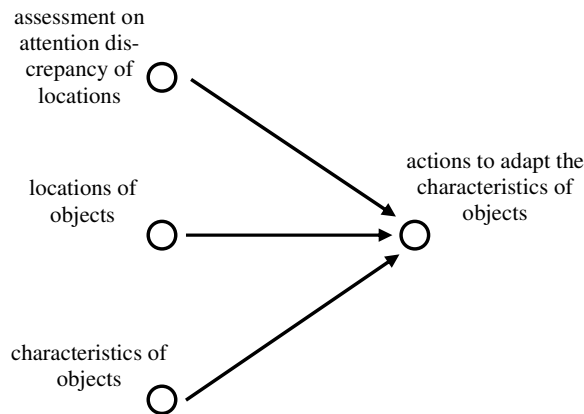 assessment on
attention dis-
crepancy of
locations
locations of
objects
actions to adapt the
characteristics of
objects
characteristics of
objects